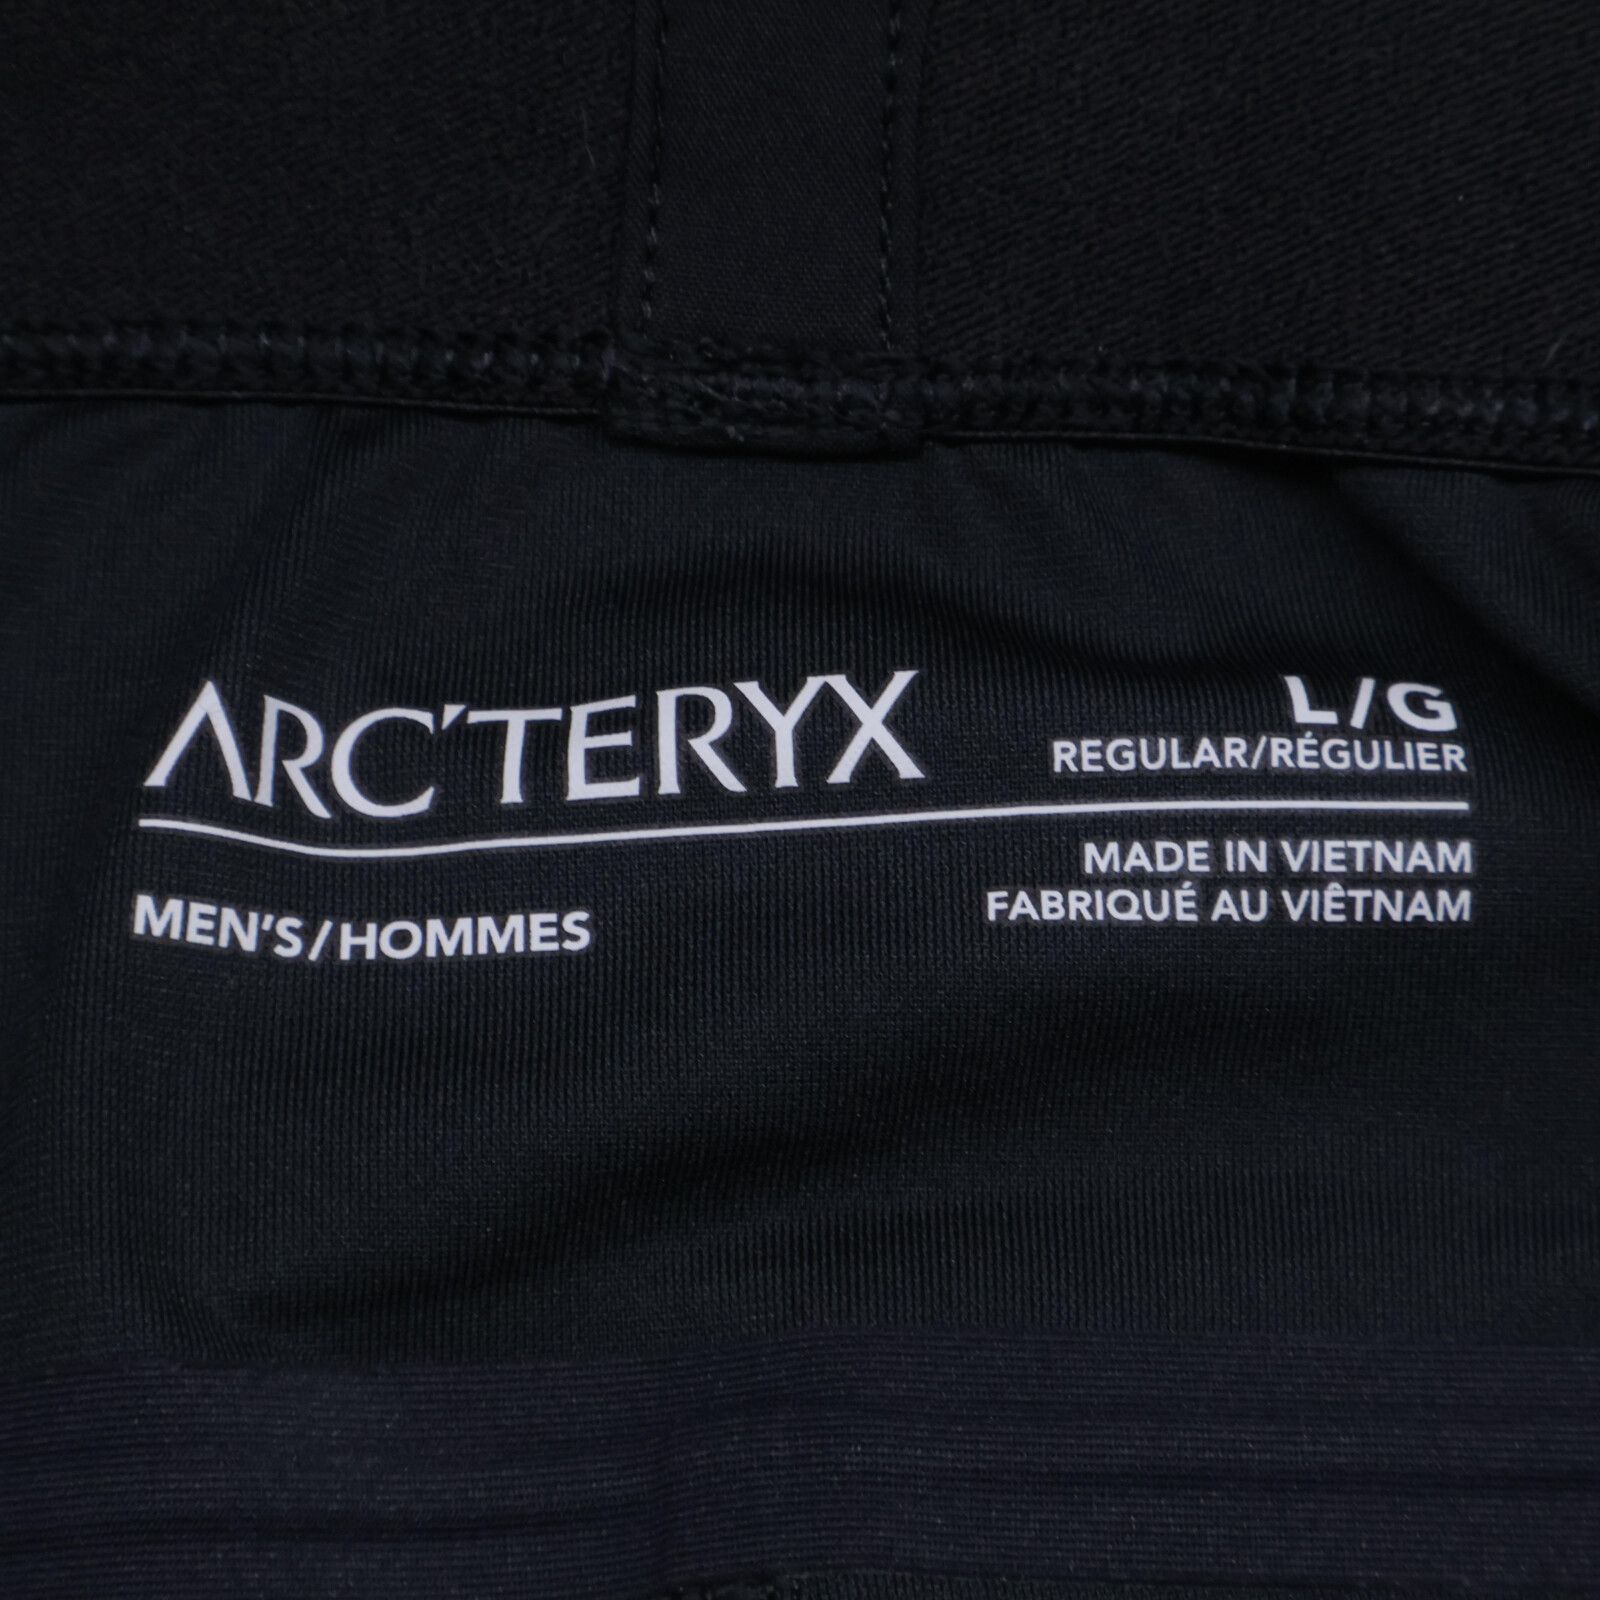 ARC'TERYX
L/G
REGULAR/RÉGULIER
MEN'S/HOMMES
MADE IN VIETNAM
FABRIQUÉ AU VIÊTNAM